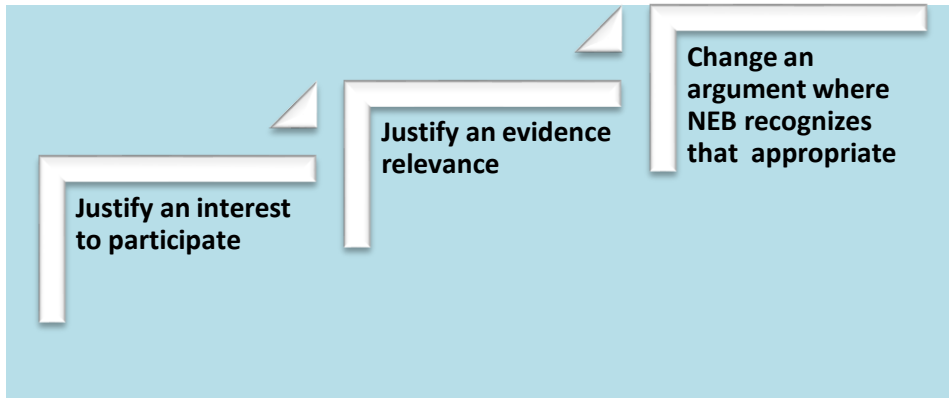 Justify an interest
to participate
Justify an evidence
relevance
Change an
argument where
NEB recognizes
that  appropriate